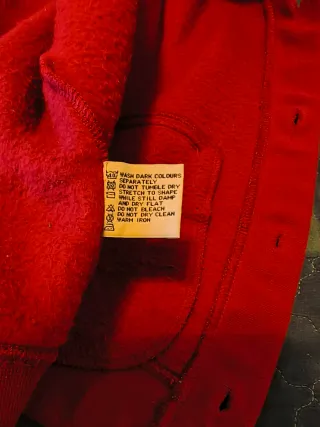 WASH DARK COLOURS
SEPARATELY
DO NOT TUMBLE DRY
STRETCH TO SHAPE
WHILE STILL DAMP
AND DRY FLAT
DO NOT BLEACH
DO NOT DRY CLEAN
WARM IRON